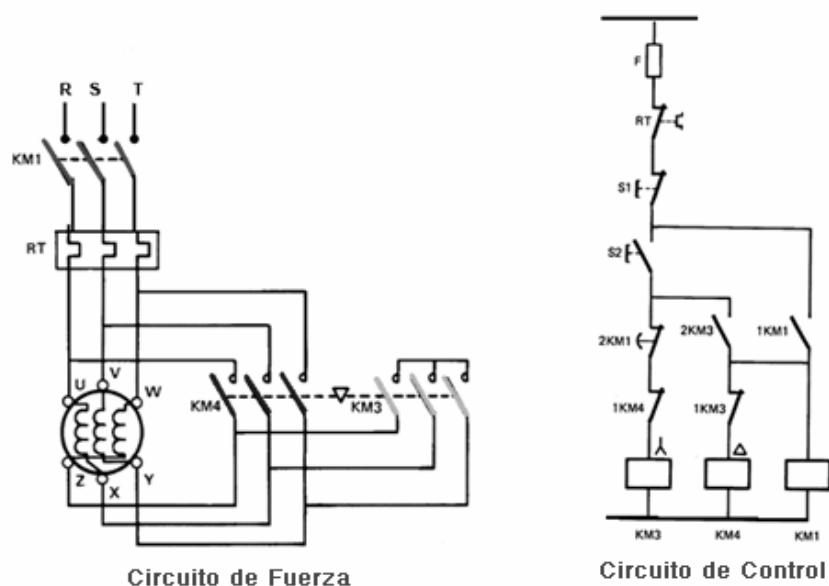 R S T
KM1
RT
U V W
KM4 KM3
Z X Y
Circuito de Fuerza
F
RT
S1
S2
2KM1 2KM3 1KM1
1KM4 1KM3
KM3 KM4 KM1
Circuito de Control